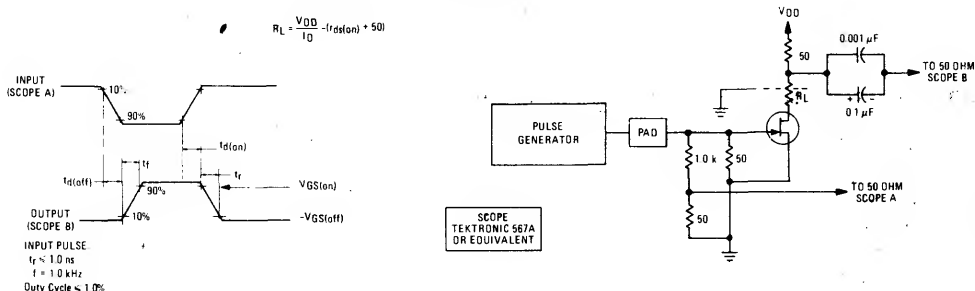 RL = VDD / ID – (rds(on) + 50)
INPUT
(SCOPE A)
10%
90%
td(on)
tf
tr
td(off)
90%
VGS(on)
OUTPUT
(SCOPE B)
10%
-VGS(off)
INPUT PULSE
tr ≤ 1.0 ns
f = 1.0 kHz
Duty Cycle ≤ 1.0%
VDD
50
0.001 µF
TO 50 OHM
SCOPE B
RL
+ –
0.1 µF
PULSE
GENERATOR
PAD
1.0 k
50
TO 50 OHM
SCOPE A
50
SCOPE
TEKTRONIC 567A
OR EQUIVALENT